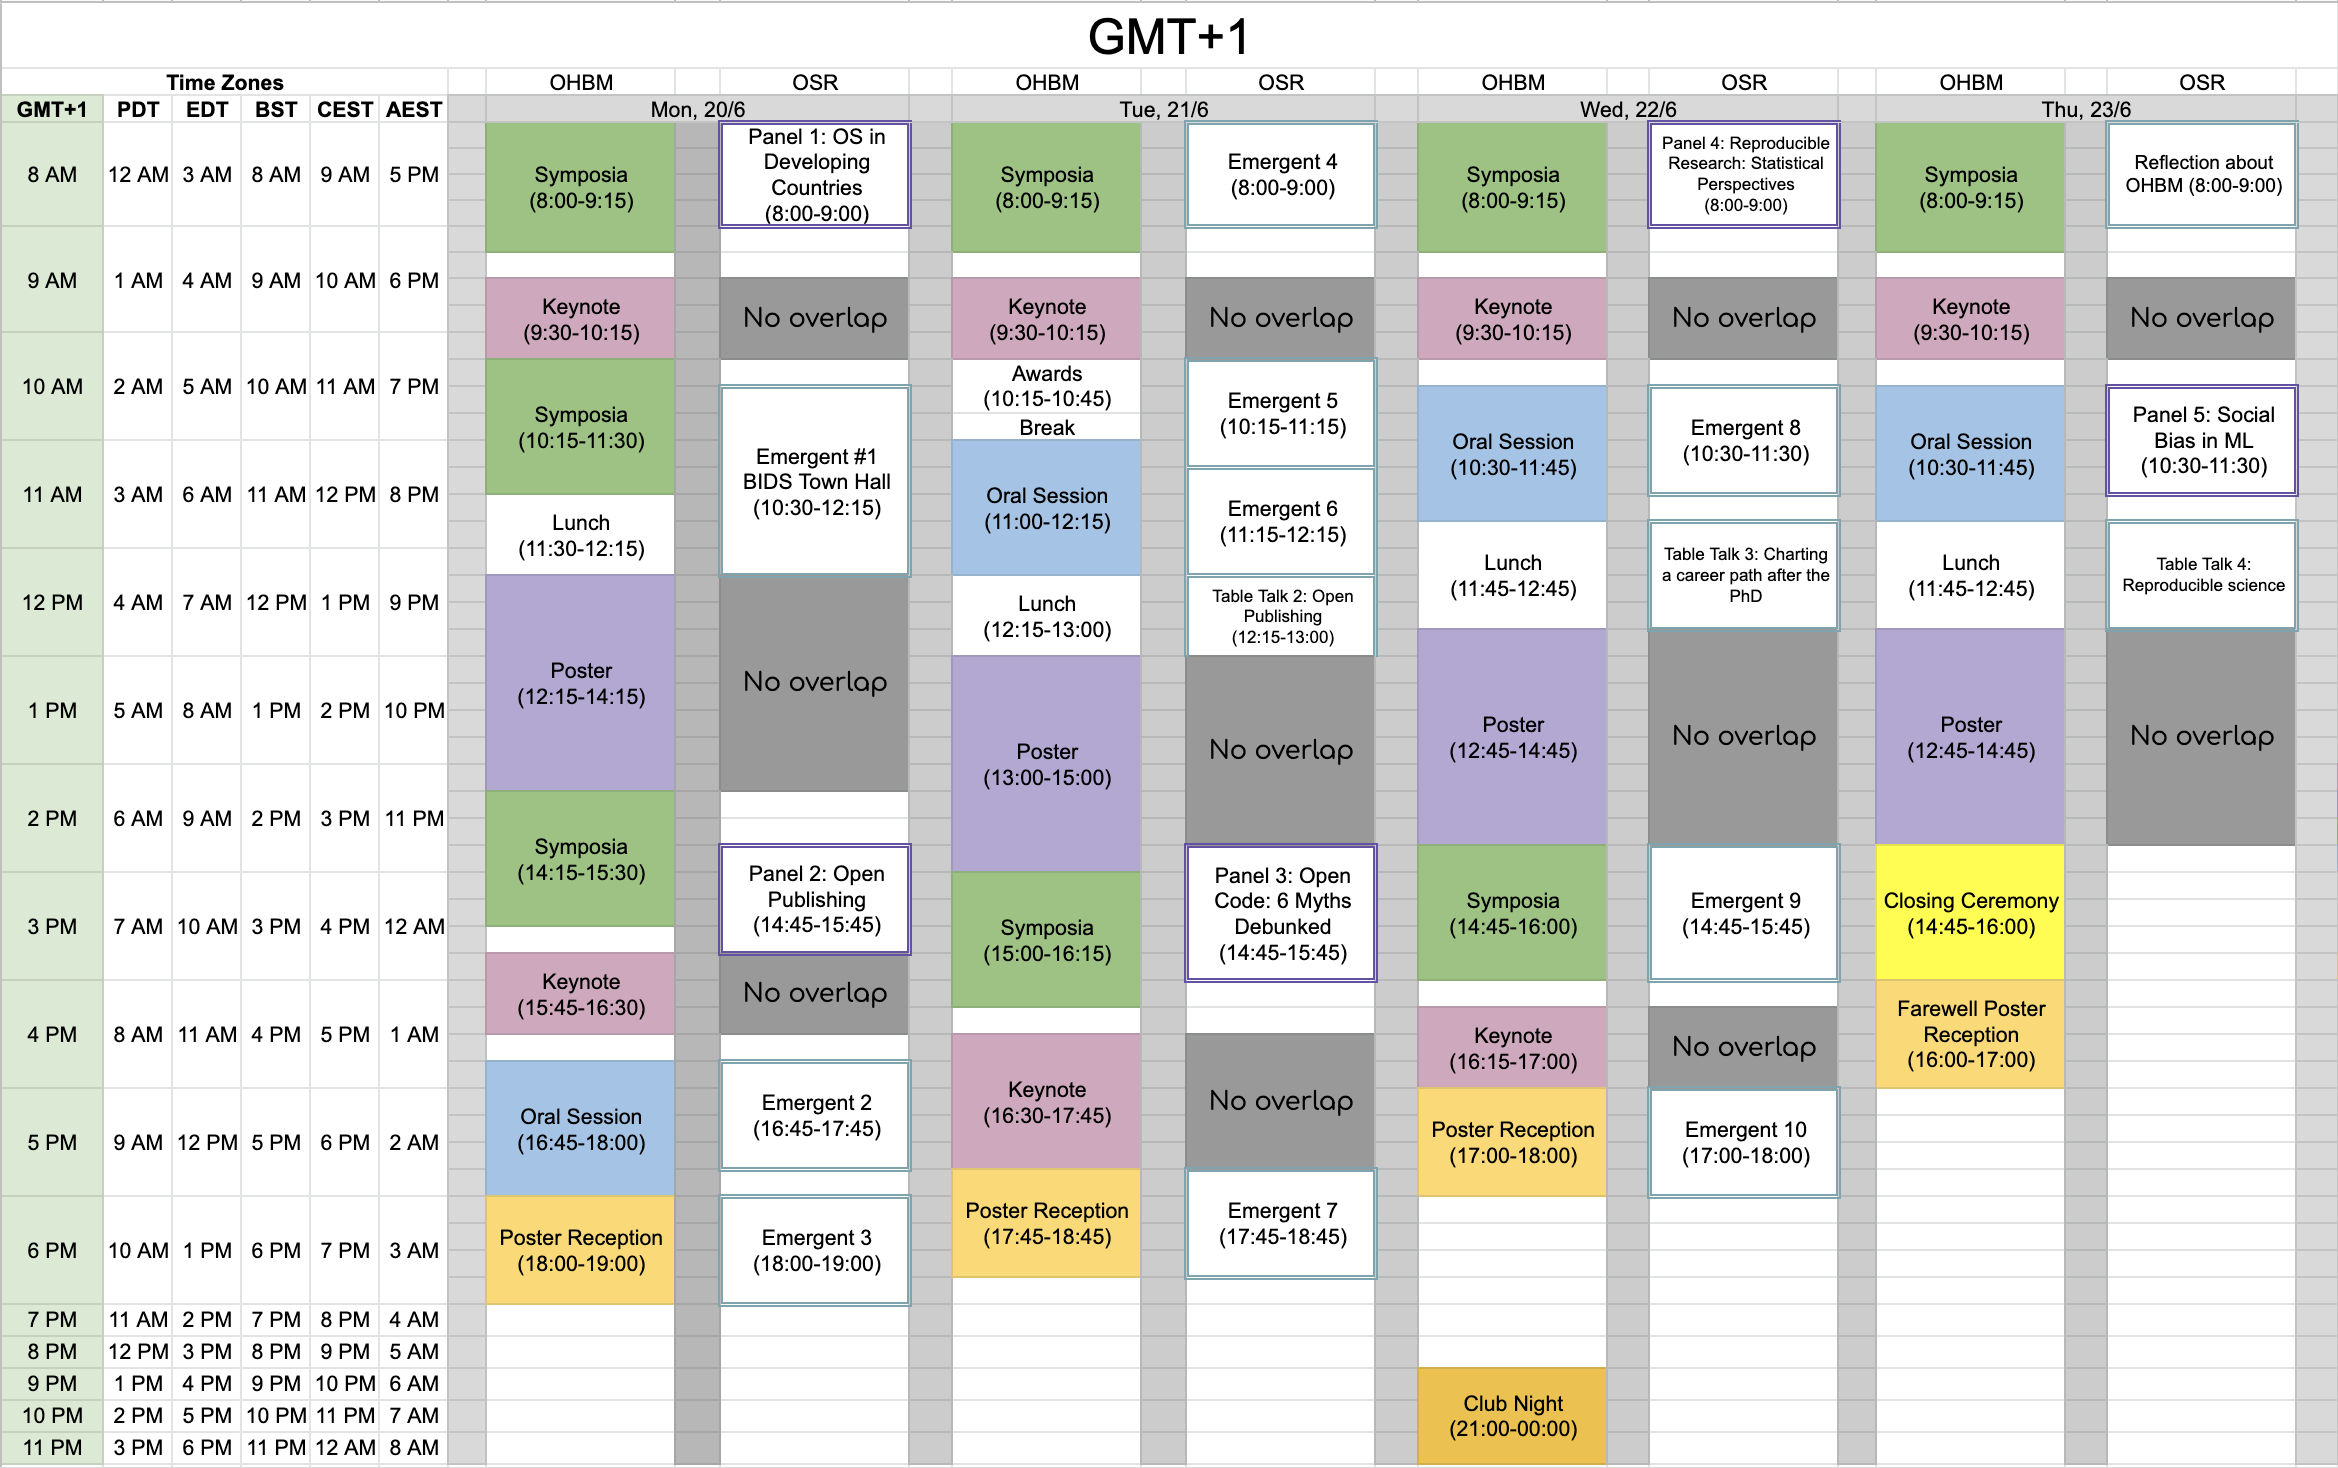 GMT+1
Time Zones OHBM OSR OHBM OSR OHBM OSR OHBM OSR
GMT+1 PDT EDT BST CEST AEST Mon, 20/6 Tue, 21/6 Wed, 22/6 Thu, 23/6
8 AM 12 AM 3 AM 8 AM 9 AM 5 PM
9 AM 1 AM 4 AM 9 AM 10 AM 6 PM
10 AM 2 AM 5 AM 10 AM 11 AM 7 PM
11 AM 3 AM 6 AM 11 AM 12 PM 8 PM
12 PM 4 AM 7 AM 12 PM 1 PM 9 PM
1 PM 5 AM 8 AM 1 PM 2 PM 10 PM
2 PM 6 AM 9 AM 2 PM 3 PM 11 PM
3 PM 7 AM 10 AM 3 PM 4 PM 12 AM
4 PM 8 AM 11 AM 4 PM 5 PM 1 AM
5 PM 9 AM 12 PM 5 PM 6 PM 2 AM
6 PM 10 AM 1 PM 6 PM 7 PM 3 AM
7 PM 11 AM 2 PM 7 PM 8 PM 4 AM
8 PM 12 PM 3 PM 8 PM 9 PM 5 AM
9 PM 1 PM 4 PM 9 PM 10 PM 6 AM
10 PM 2 PM 5 PM 10 PM 11 PM 7 AM
11 PM 3 PM 6 PM 11 PM 12 AM 8 AM
Symposia
(8:00-9:15)
Keynote
(9:30-10:15)
Symposia
(10:15-11:30)
Lunch
(11:30-12:15)
Poster
(12:15-14:15)
Symposia
(14:15-15:30)
Keynote
(15:45-16:30)
Oral Session
(16:45-18:00)
Poster Reception
(18:00-19:00)
Panel 1: OS in
Developing
Countries
(8:00-9:00)
No overlap
Emergent #1
BIDS Town Hall
(10:30-12:15)
No overlap
Panel 2: Open
Publishing
(14:45-15:45)
No overlap
Emergent 2
(16:45-17:45)
Emergent 3
(18:00-19:00)
Symposia
(8:00-9:15)
Keynote
(9:30-10:15)
Awards
(10:15-10:45)
Break
Oral Session
(11:00-12:15)
Lunch
(12:15-13:00)
Poster
(13:00-15:00)
Symposia
(15:00-16:15)
Keynote
(16:30-17:45)
Poster Reception
(17:45-18:45)
Emergent 4
(8:00-9:00)
No overlap
Emergent 5
(10:15-11:15)
Emergent 6
(11:15-12:15)
Table Talk 2: Open
Publishing
(12:15-13:00)
No overlap
Panel 3: Open
Code: 6 Myths
Debunked
(14:45-15:45)
No overlap
Emergent 7
(17:45-18:45)
Symposia
(8:00-9:15)
Keynote
(9:30-10:15)
Oral Session
(10:30-11:45)
Lunch
(11:45-12:45)
Poster
(12:45-14:45)
Symposia
(14:45-16:00)
Keynote
(16:15-17:00)
Poster Reception
(17:00-18:00)
Club Night
(21:00-00:00)
Panel 4: Reproducible
Research: Statistical
Perspectives
(8:00-9:00)
No overlap
Emergent 8
(10:30-11:30)
Table Talk 3: Charting
a career path after the
PhD
No overlap
Emergent 9
(14:45-15:45)
No overlap
Emergent 10
(17:00-18:00)
Symposia
(8:00-9:15)
Keynote
(9:30-10:15)
Oral Session
(10:30-11:45)
Lunch
(11:45-12:45)
Poster
(12:45-14:45)
Closing Ceremony
(14:45-16:00)
Farewell Poster
Reception
(16:00-17:00)
Reflection about
OHBM (8:00-9:00)
No overlap
Panel 5: Social
Bias in ML
(10:30-11:30)
Table Talk 4:
Reproducible science
No overlap